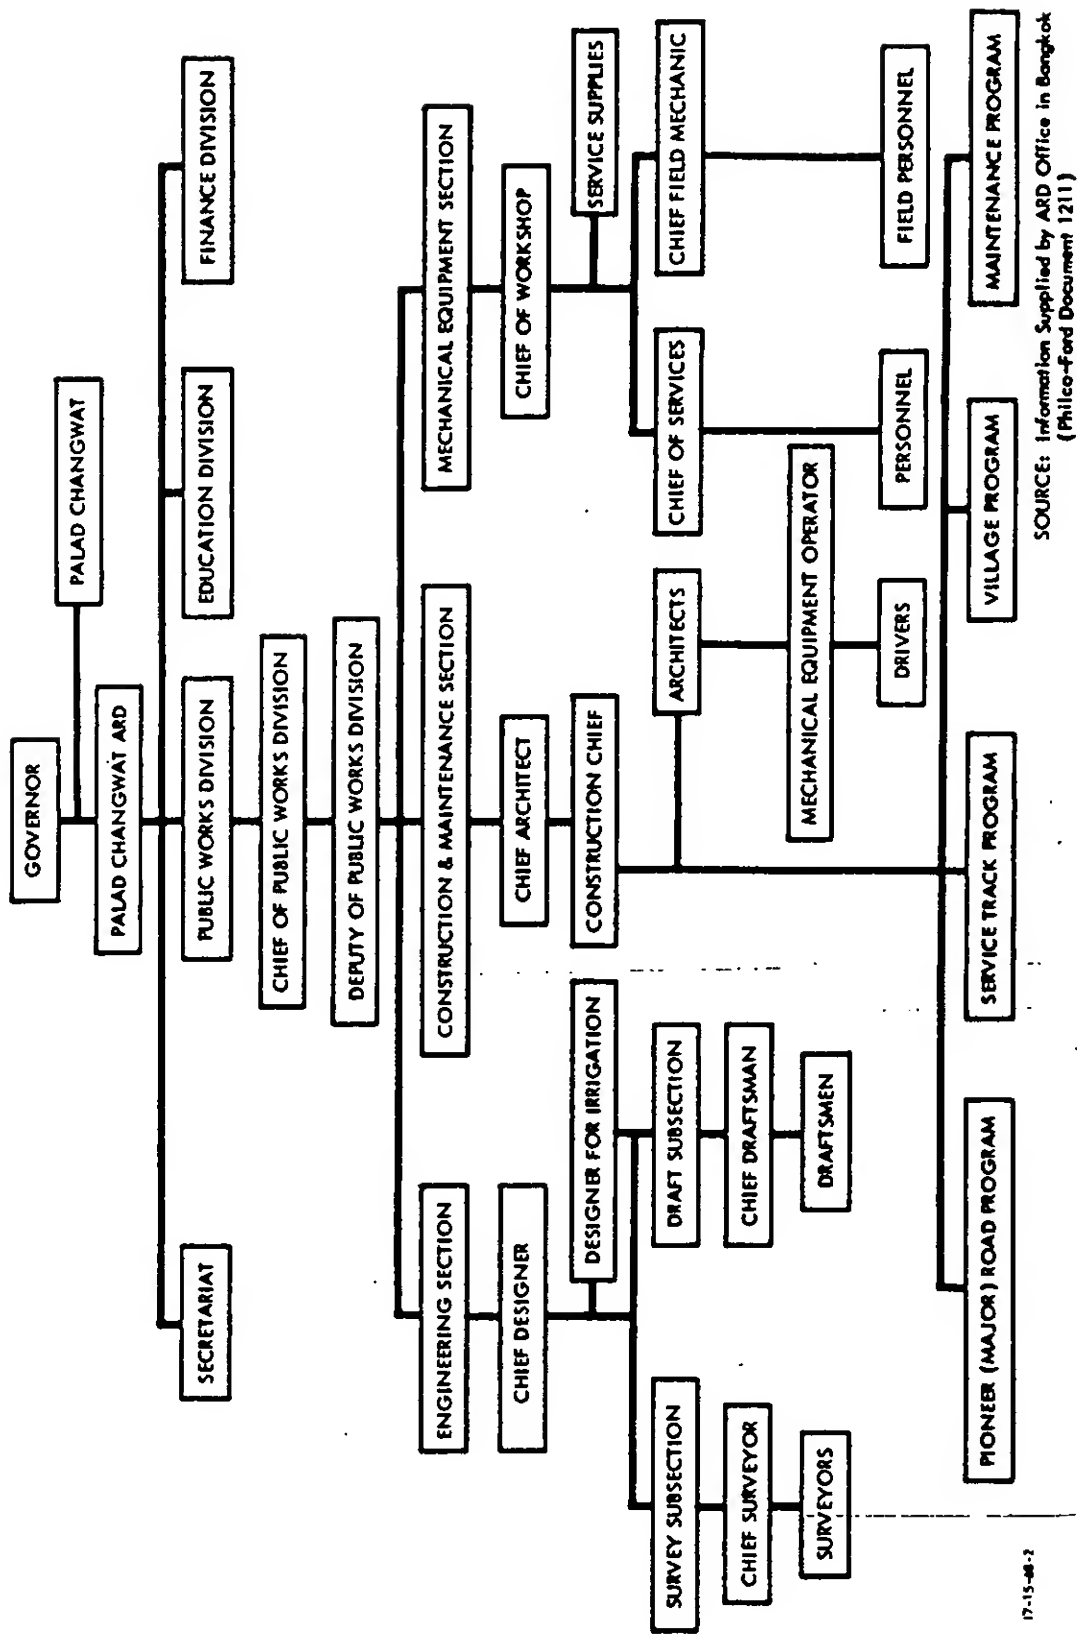 GOVERNOR
PALAD CHANGWAT
PALAD CHANGWAT ARD
SECRETARIAT
PUBLIC WORKS DIVISION
EDUCATION DIVISION
FINANCE DIVISION
CHIEF OF PUBLIC WORKS DIVISION
DEPUTY OF PUBLIC WORKS DIVISION
ENGINEERING SECTION
CONSTRUCTION & MAINTENANCE SECTION
MECHANICAL EQUIPMENT SECTION
CHIEF DESIGNER
CHIEF ARCHITECT
CHIEF OF WORKSHOP
DESIGNER FOR IRRIGATION
CONSTRUCTION CHIEF
SERVICE SUPPLIES
SURVEY SUBSECTION
DRAFT SUBSECTION
ARCHITECTS
CHIEF OF SERVICES
CHIEF FIELD MECHANIC
CHIEF SURVEYOR
CHIEF DRAFTSMAN
SURVEYORS
DRAFTSMEN
MECHANICAL EQUIPMENT OPERATOR
DRIVERS
PERSONNEL
FIELD PERSONNEL
PIONEER (MAJOR) ROAD PROGRAM
SERVICE TRACK PROGRAM
VILLAGE PROGRAM
MAINTENANCE PROGRAM
SOURCE: Information Supplied by ARD Office in Bangkok
(Philco-Ford Document 1211)
17-15-68-2